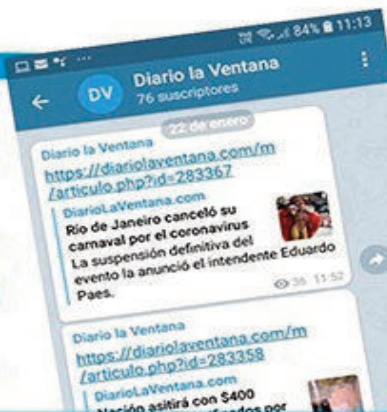 84% 11:13
DV
Diario la Ventana
76 suscriptores
22 de enero
Diario la Ventana
https://diariolaventana.com/m
/articulo.php?id=283367
DiarioLaVentana.com
Río de Janeiro canceló su
carnaval por el coronavirus
La suspensión definitiva del
evento la anunció el intendente Eduardo
Paes.
36 11:52
Diario la Ventana
https://diariolaventana.com/m
/articulo.php?id=283358
DiarioLaVentana.com
Nación asitirá con $400
por